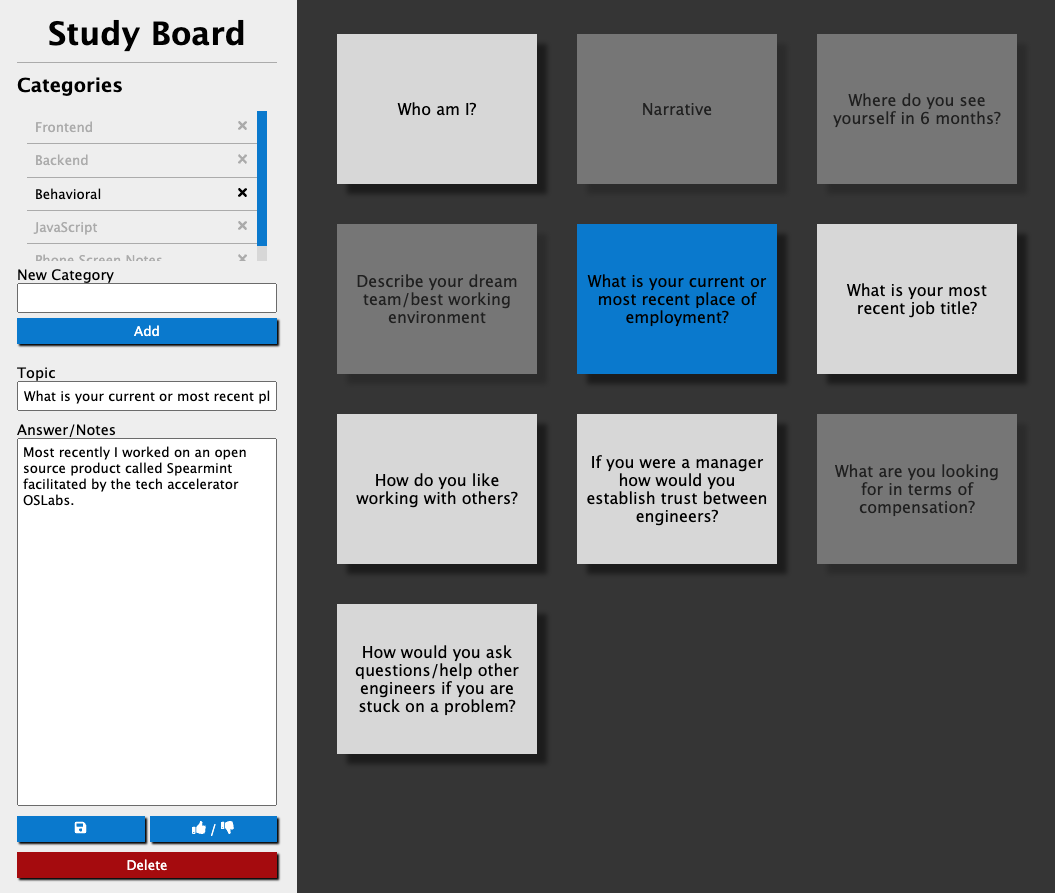 Study Board
Categories
Frontend
Backend
Behavioral
JavaScript
Phone Screen Notes
New Category
Add
Topic
What is your current or most recent pl
Answer/Notes
Most recently I worked on an open
source product called Spearmint
facilitated by the tech accelerator
OSLabs.
/
Delete
Who am I?
Narrative
Where do you see
yourself in 6 months?
Describe your dream
team/best working
environment
What is your current or
most recent place of
employment?
What is your most
recent job title?
How do you like
working with others?
If you were a manager
how would you
establish trust between
engineers?
What are you looking
for in terms of
compensation?
How would you ask
questions/help other
engineers if you are
stuck on a problem?